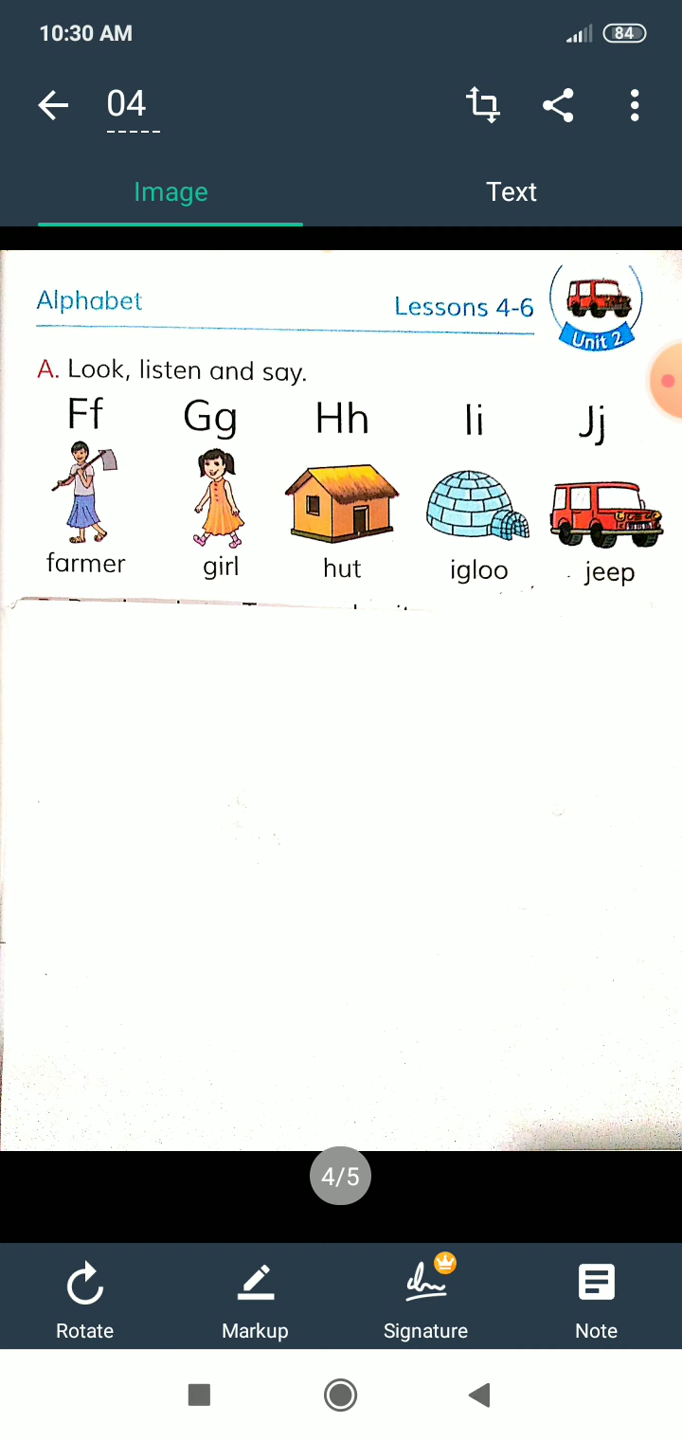 10:30 AM
84
04
Image
Text
Alphabet
Lessons 4-6
Unit 2
A. Look, listen and say.
Ff Gg Hh Ii Jj
farmer girl hut igloo jeep
4/5
Rotate Markup Signature Note